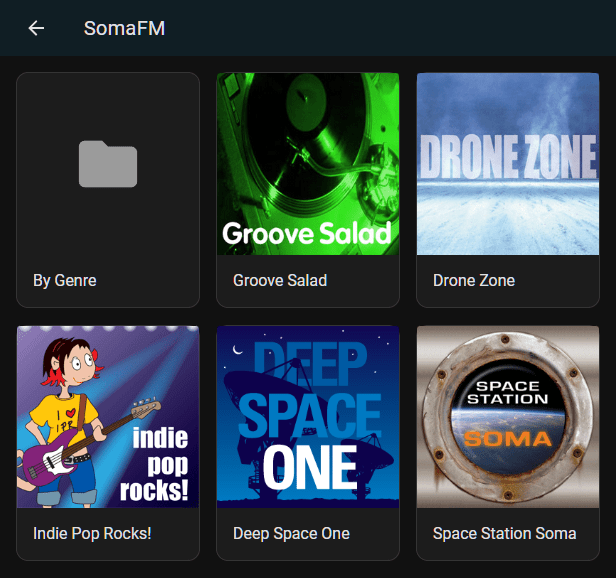 SomaFM
Groove Salad
DRONE ZONE
By Genre
Groove Salad
Drone Zone
I ♥
I P R
indie
pop
rocks!
DEEP
SPACE
ONE
SPACE
STATION
SOMA
Indie Pop Rocks!
Deep Space One
Space Station Soma